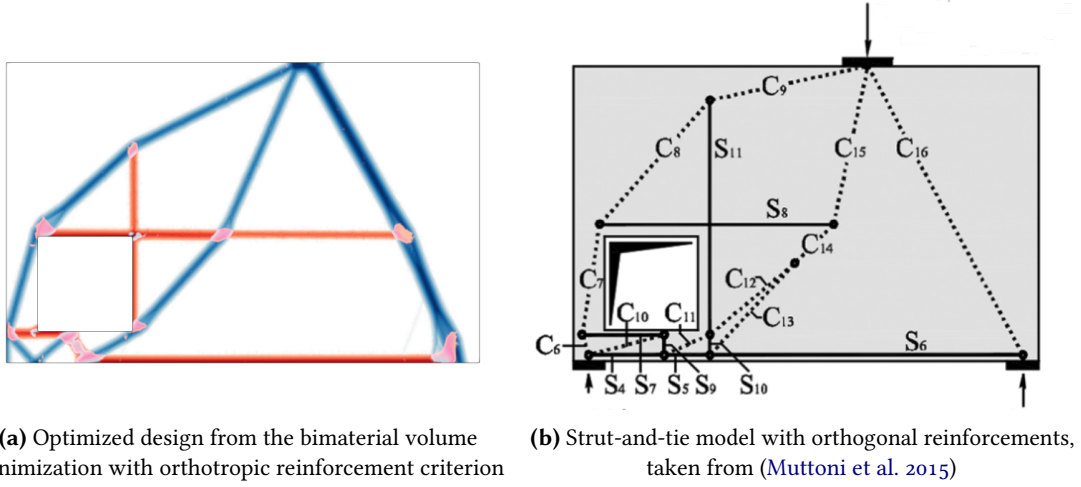 C9
C8
S11
C15
C16
S8
C14
C7
C12
C10
C11
C13
C6
S6
S4
S7
S5
S9
S10
(a) Optimized design from the bimaterial volume
nimization with orthotropic reinforcement criterion
(b) Strut-and-tie model with orthogonal reinforcements,
taken from (Muttoni et al. 2015)